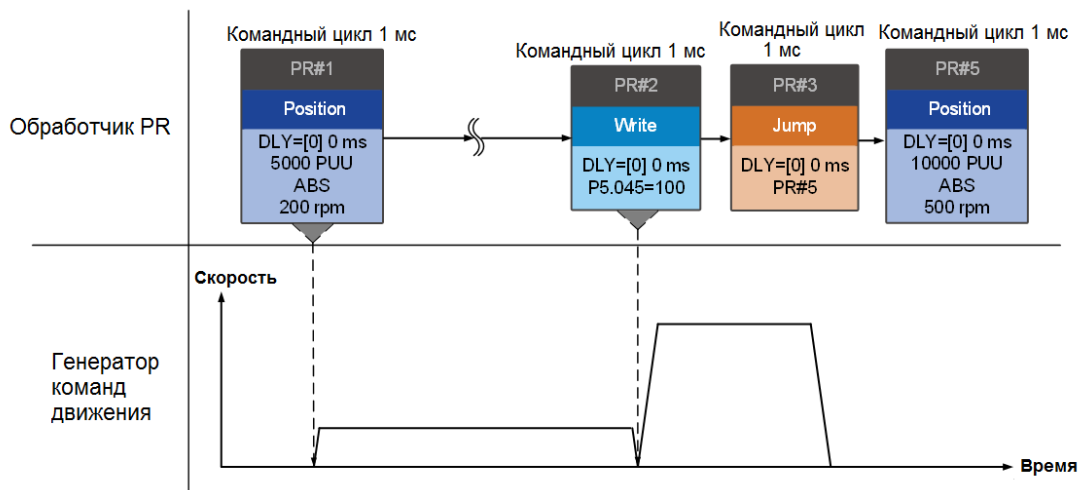 Командный цикл 1 мс
PR#1
Position
DLY=[0] 0 ms
5000 PUU
ABS
200 rpm
Командный цикл 1 мс
PR#2
Write
DLY=[0] 0 ms
P5.045=100
Командный цикл
1 мс
PR#3
Jump
DLY=[0] 0 ms
PR#5
Командный цикл 1 мс
PR#5
Position
DLY=[0] 0 ms
10000 PUU
ABS
500 rpm
Обработчик PR
Скорость
Генератор
команд
движения
Время